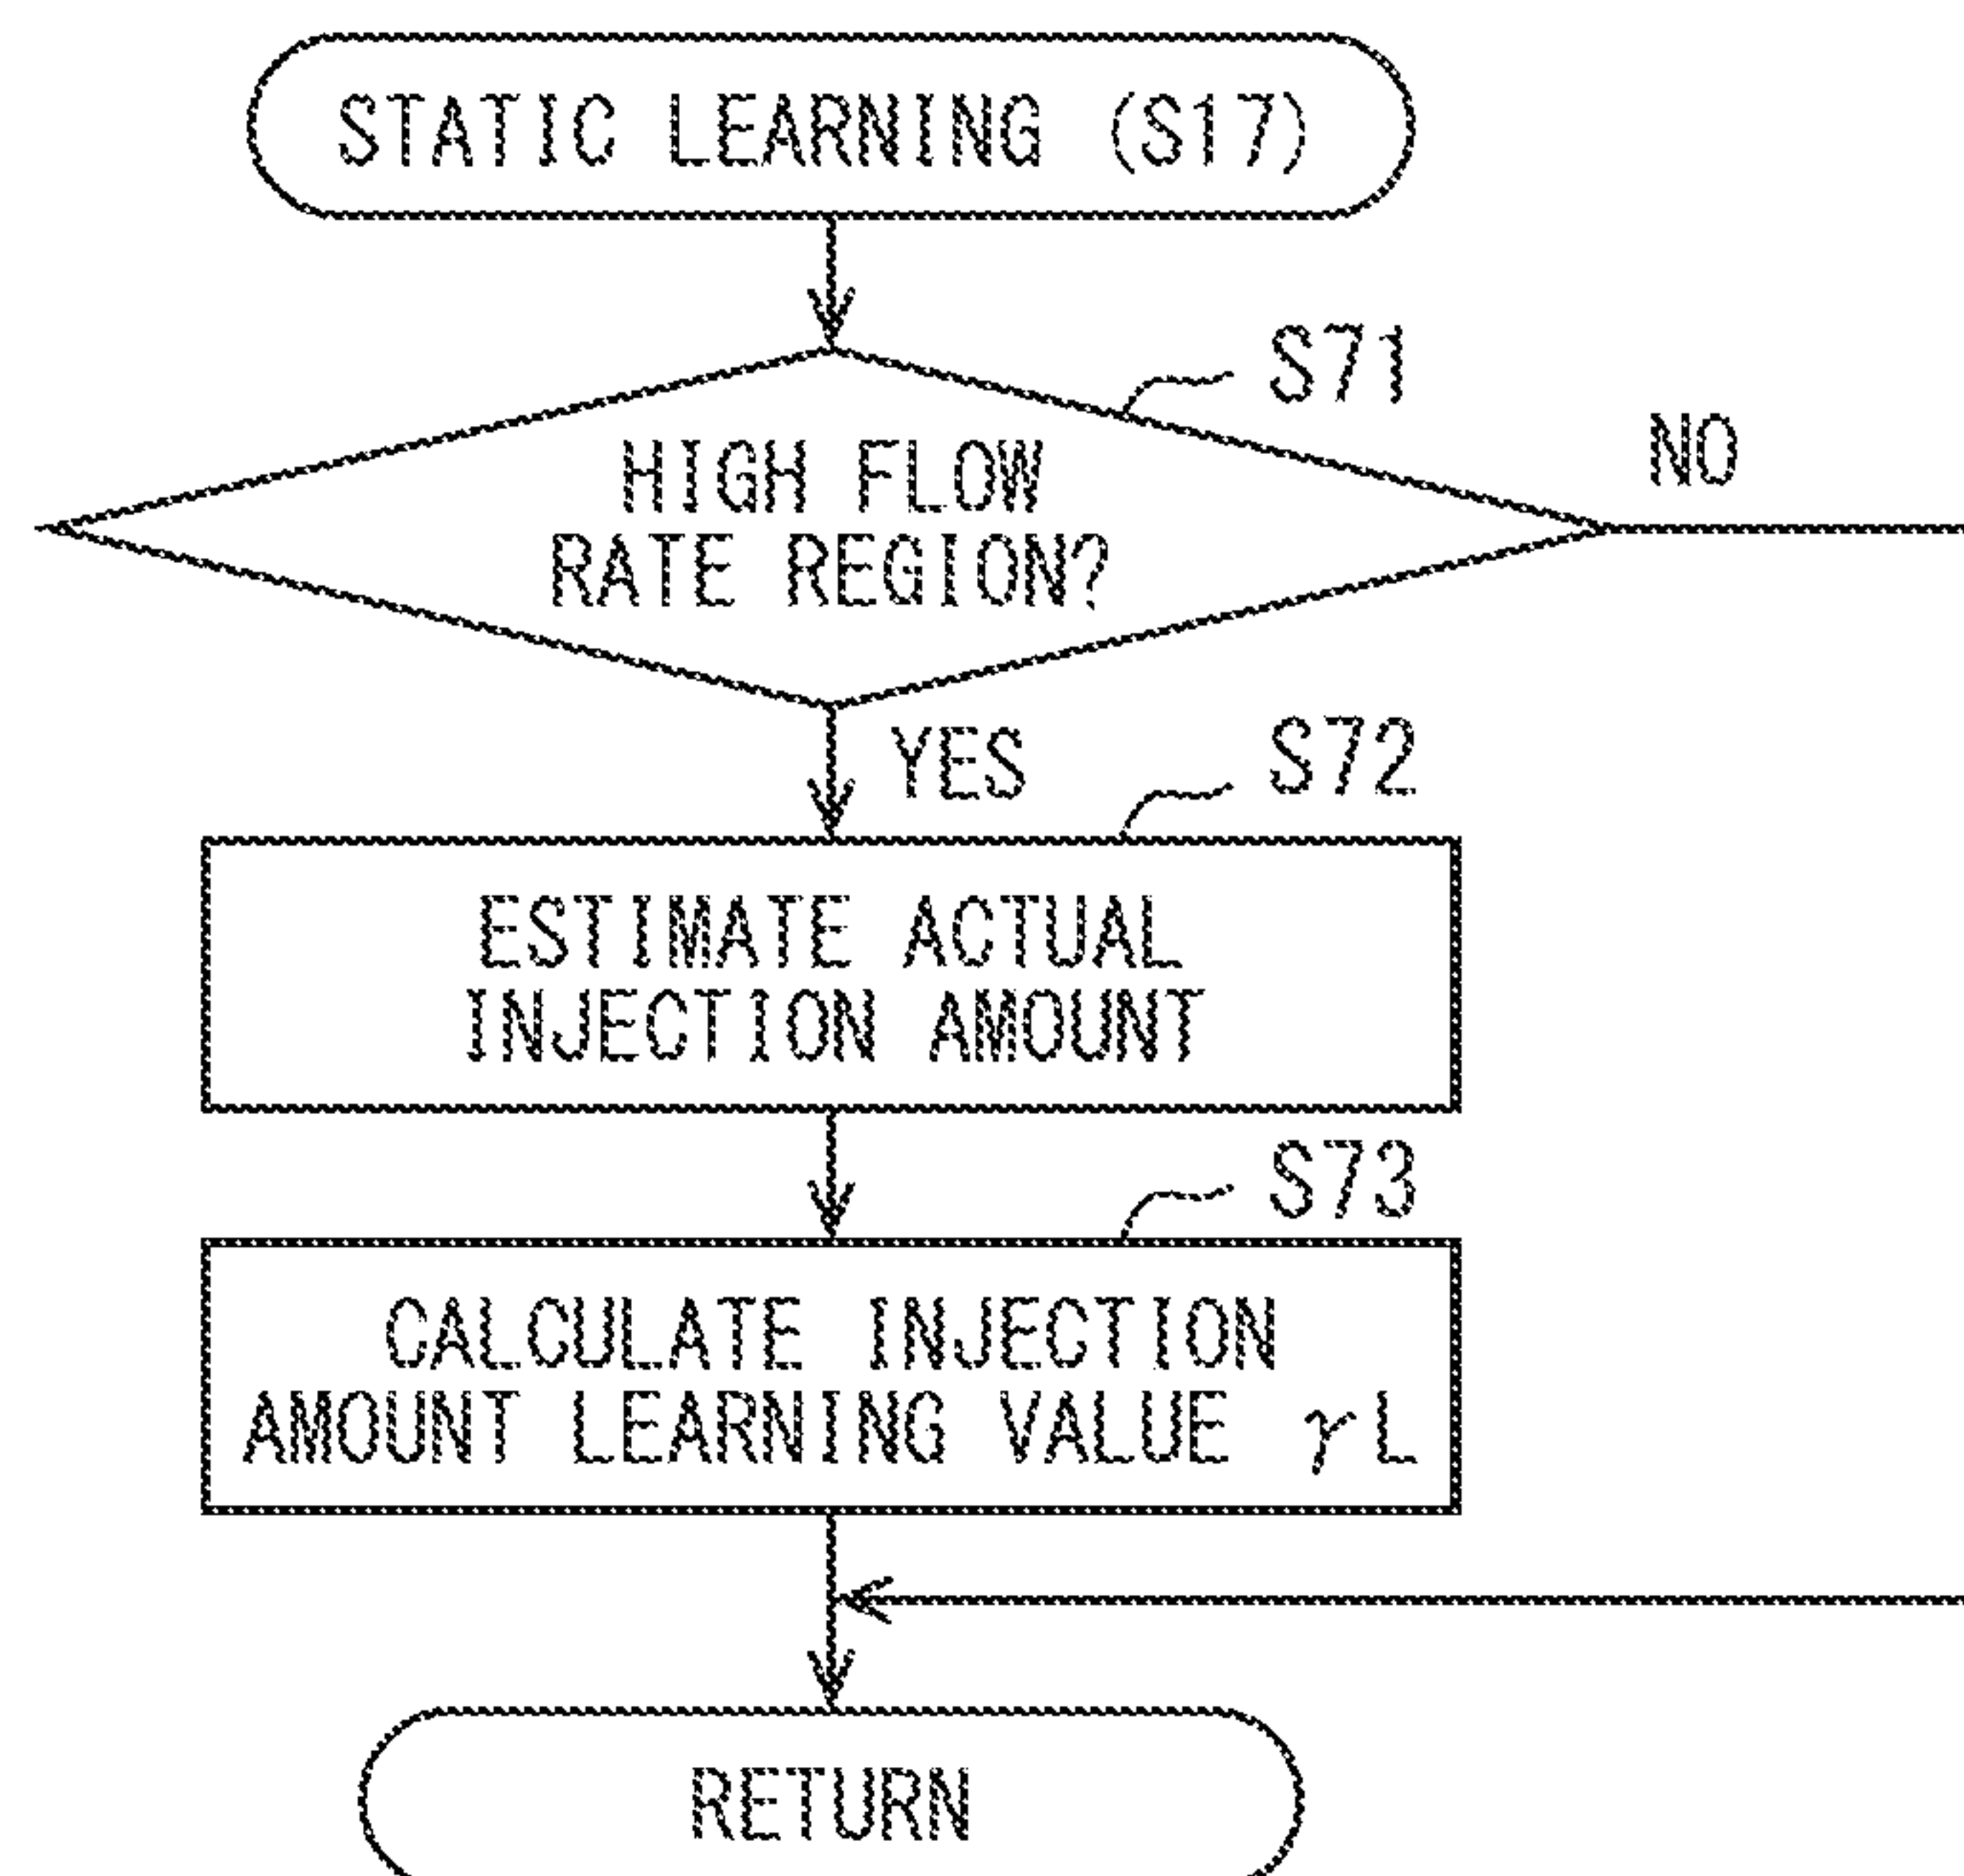 STATIC LEARNING (S17)
S71
NO
HIGH FLOW
RATE REGION?
YES
S72
ESTIMATE ACTUAL
INJECTION AMOUNT
S73
CALCULATE INJECTION
AMOUNT LEARNING VALUE γL
RETURN